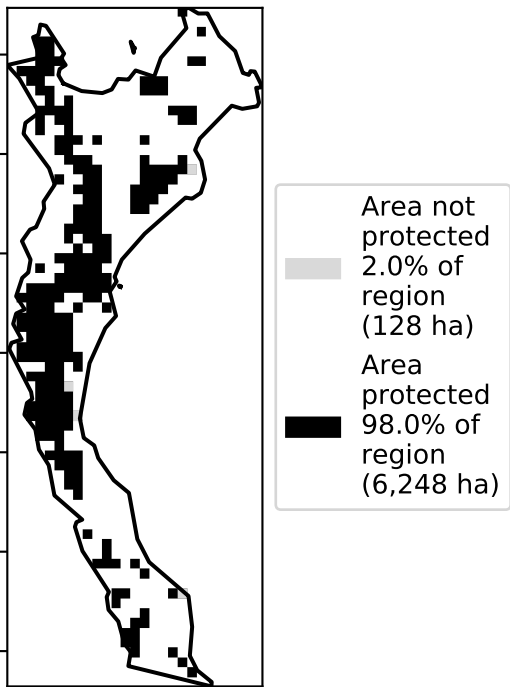 Area not
protected
2.0% of
region
(128 ha)
Area
protected
98.0% of
region
(6,248 ha)